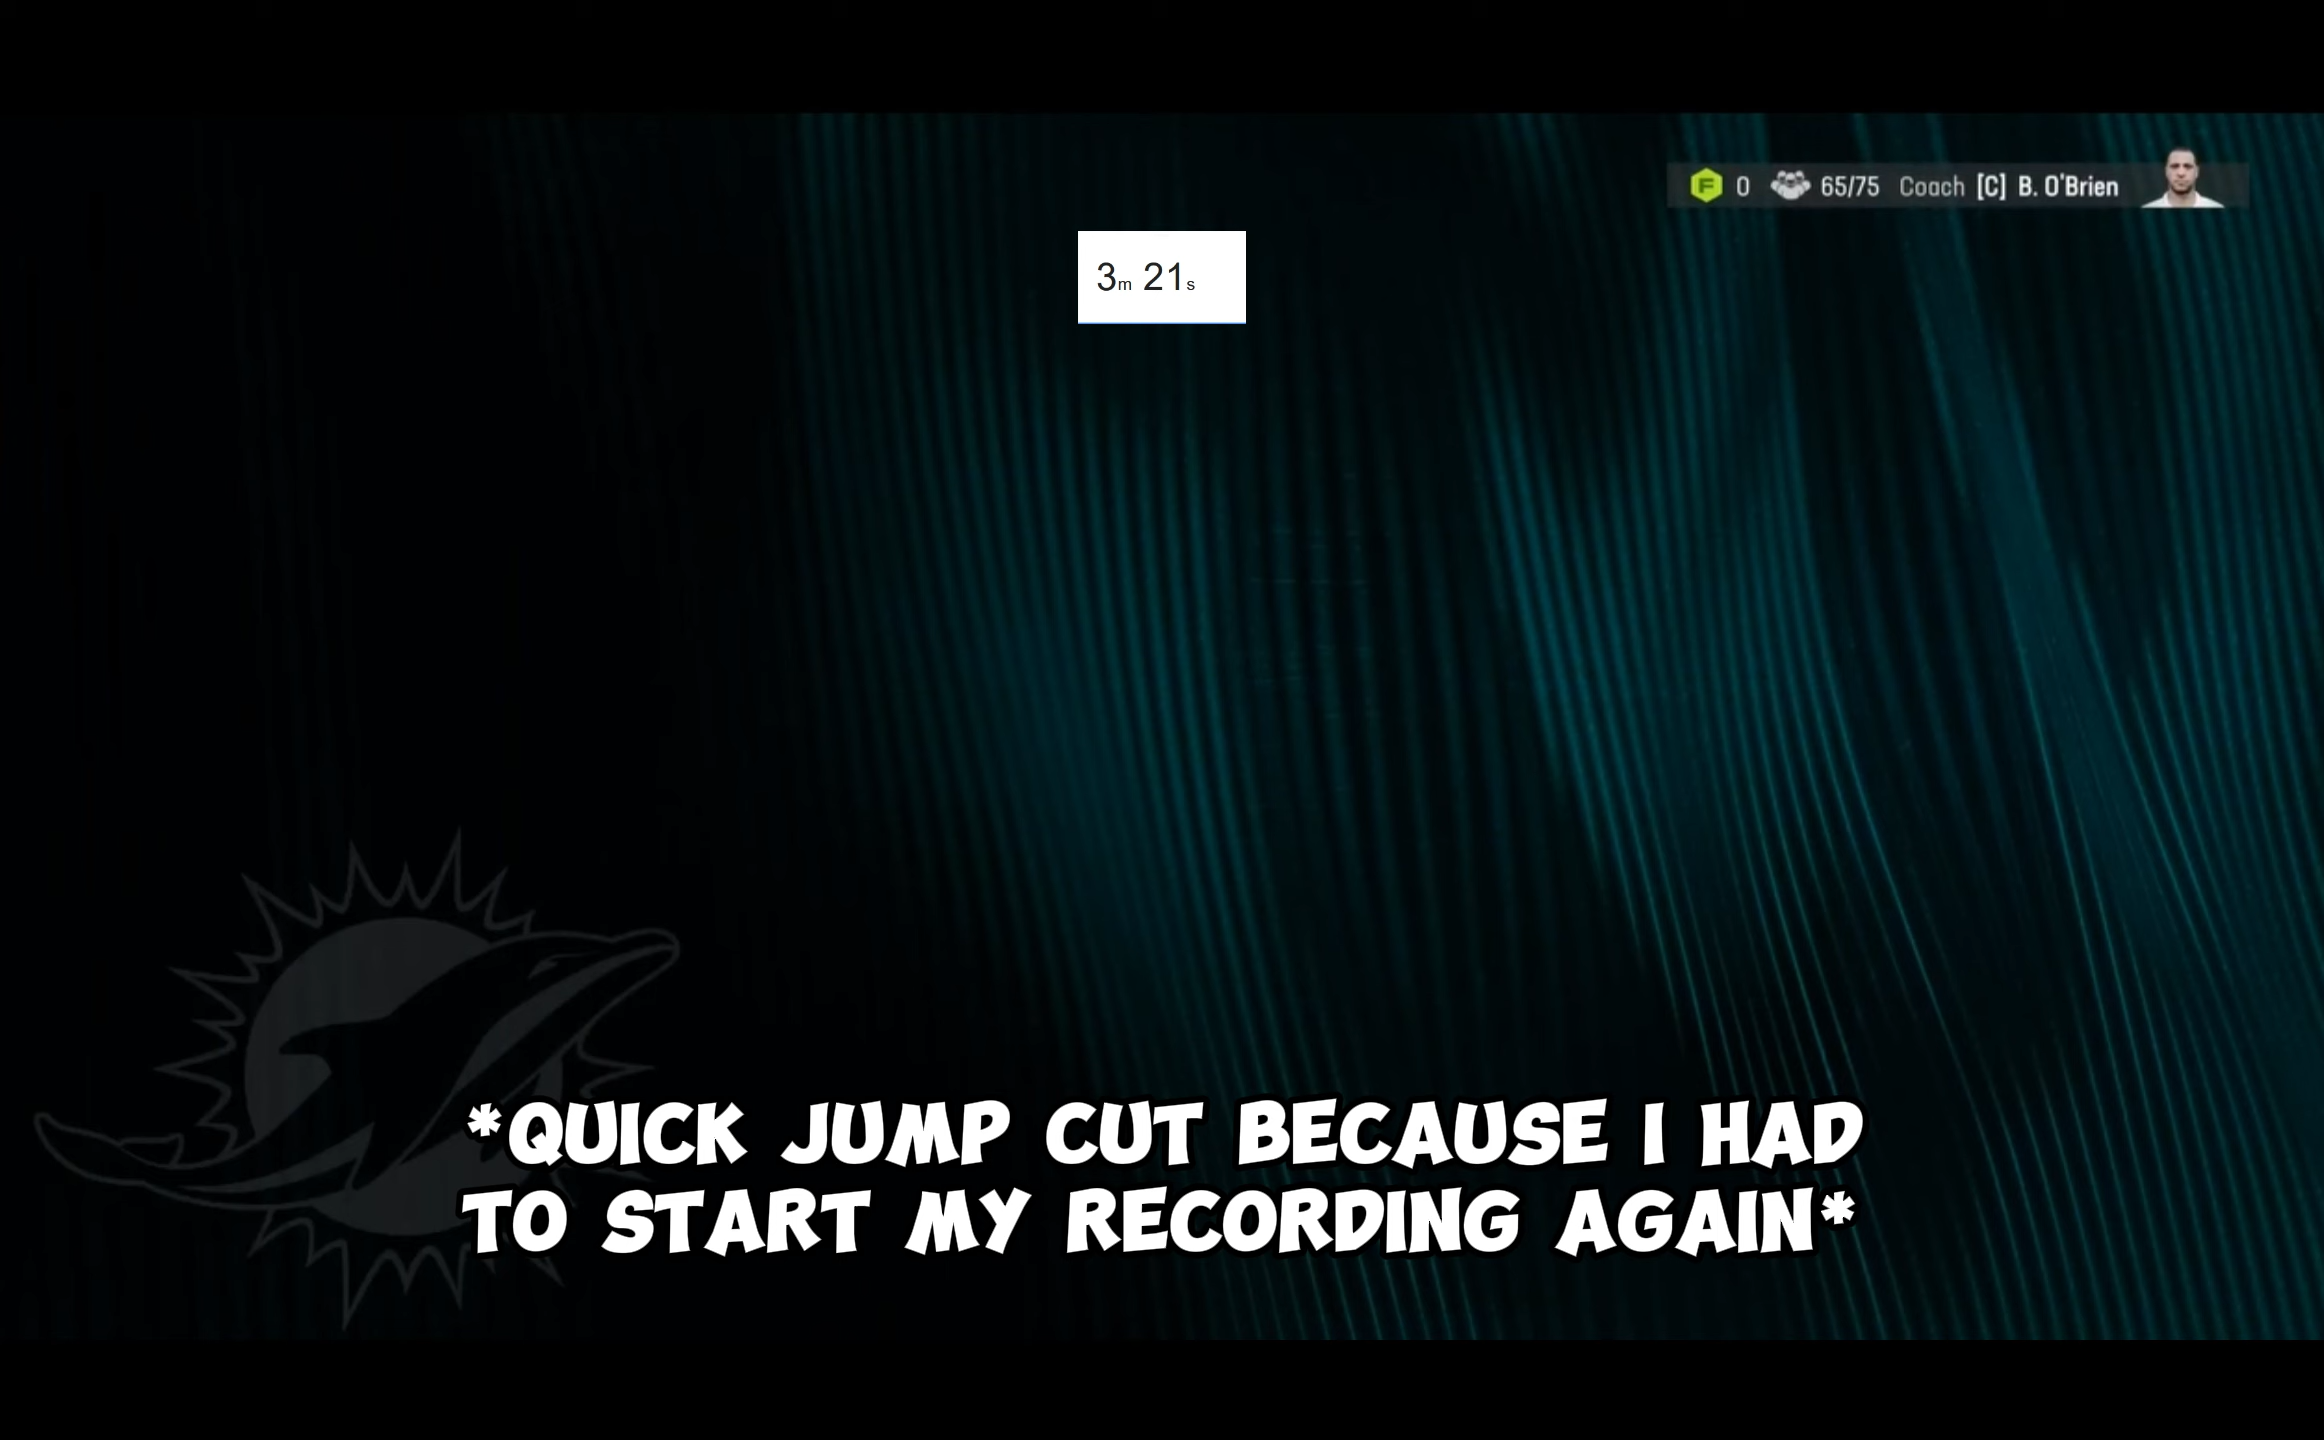 F 0 65/75 Coach [C] B. O'Brien
3m 21s
*QUICK JUMP CUT BECAUSE I HAD
TO START MY RECORDING AGAIN*